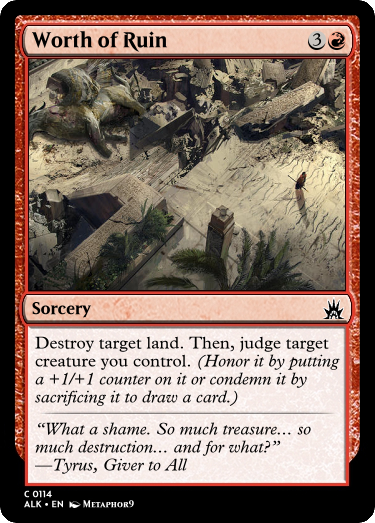 Worth of Ruin 3
Sorcery
Destroy target land. Then, judge target
creature you control. (Honor it by putting
a +1/+1 counter on it or condemn it by
sacrificing it to draw a card.)
“What a shame. So much treasure... so
much destruction... and for what?”
—Tyrus, Giver to All
C 0114
ALK • EN Metaphor9